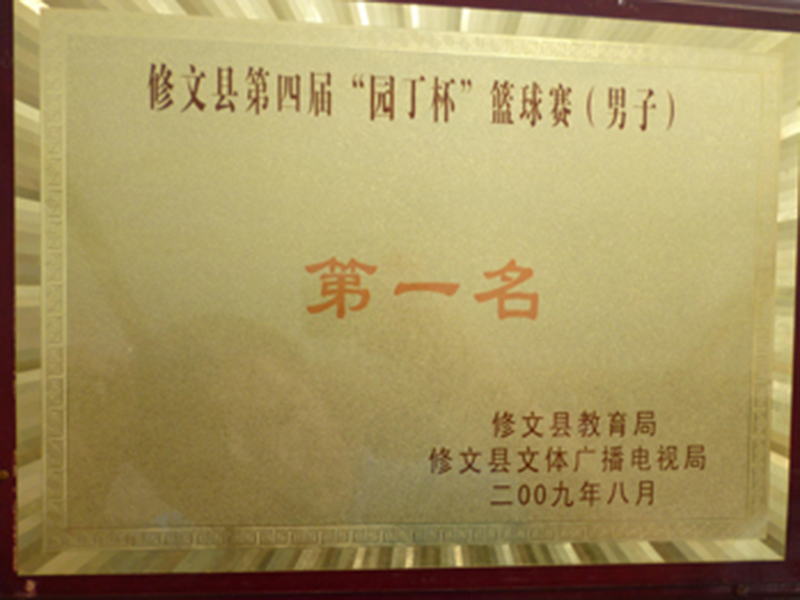 修文县第四届“园丁杯”篮球赛（男子）
第一名
修文县教育局
修文县文体广播电视局
二00九年八月